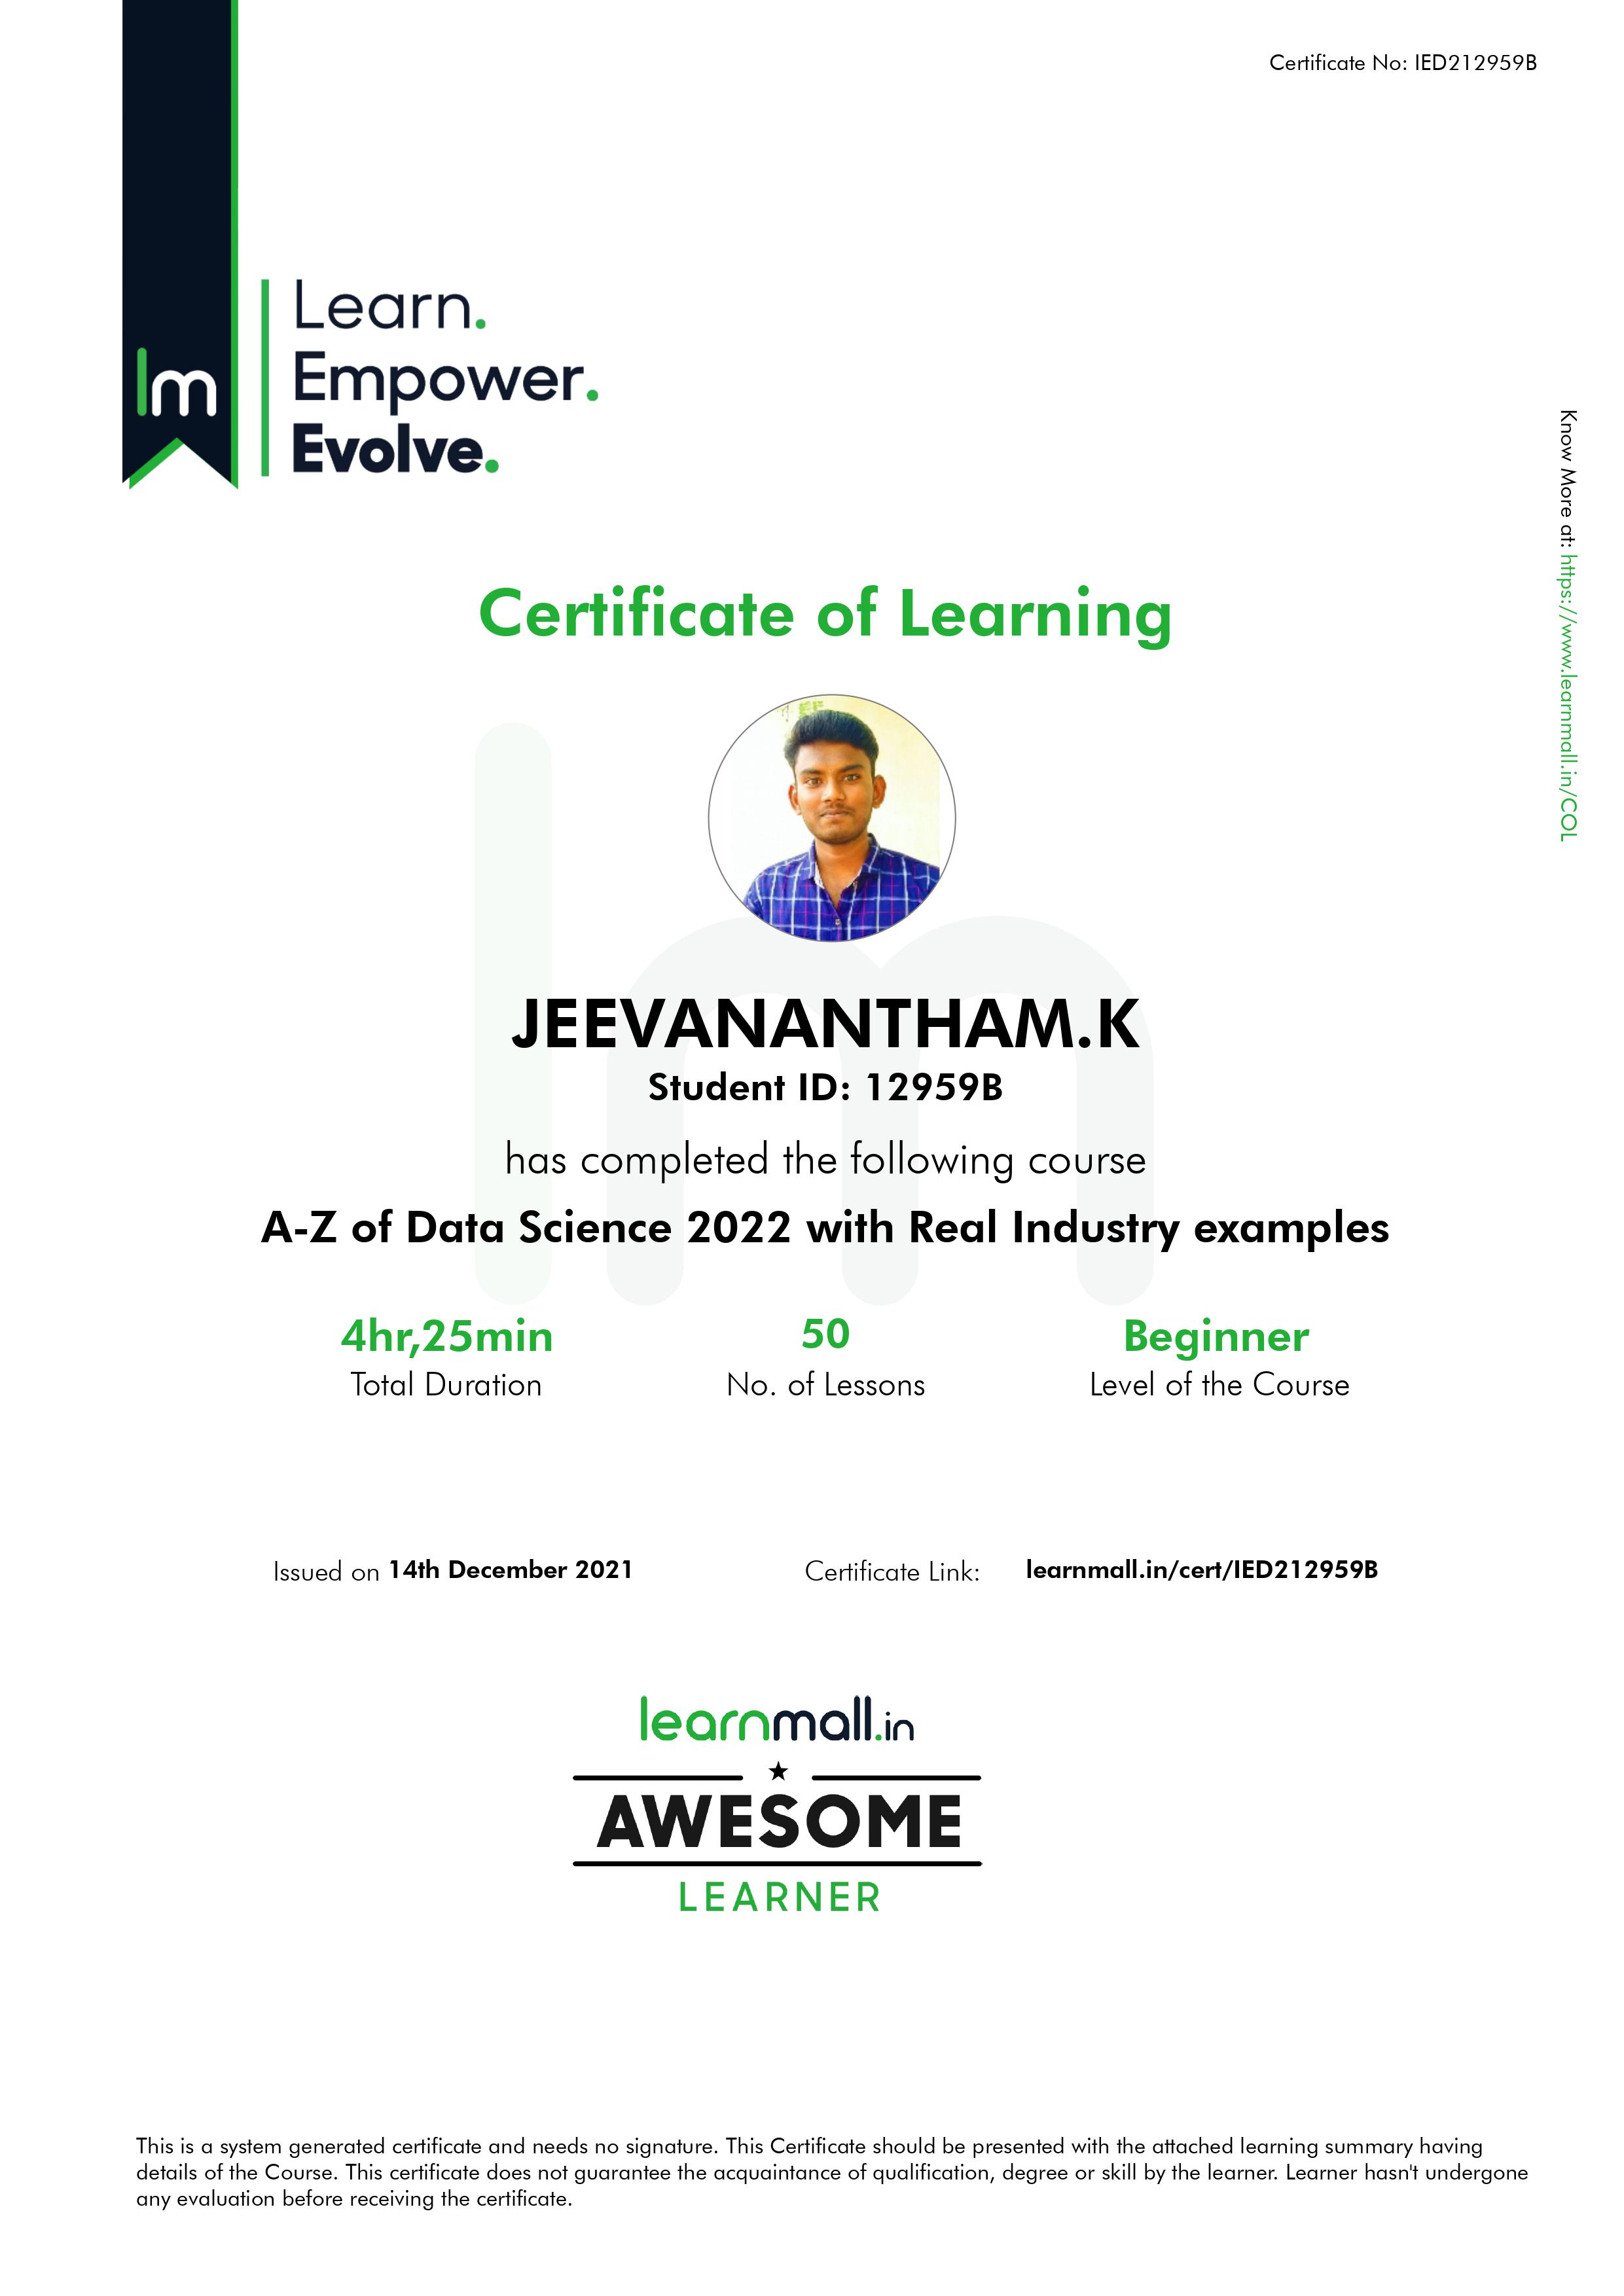 Certificate No: IED212959B
lm
Learn.
Empower.
Evolve.
Know More at: https://www.learnmall.in/COL
Certificate of Learning
lm
JEEVANANTHAM.K
Student ID: 12959B
has completed the following course
A-Z of Data Science 2022 with Real Industry examples
4hr,25min 50 Beginner
Total Duration No. of Lessons Level of the Course
Issued on 14th December 2021 Certificate Link: learnmall.in/cert/IED212959B
learnmall.in
AWESOME
LEARNER
This is a system generated certificate and needs no signature. This Certificate should be presented with the attached learning summary having
details of the Course. This certificate does not guarantee the acquaintance of qualification, degree or skill by the learner. Learner hasn't undergone
any evaluation before receiving the certificate.